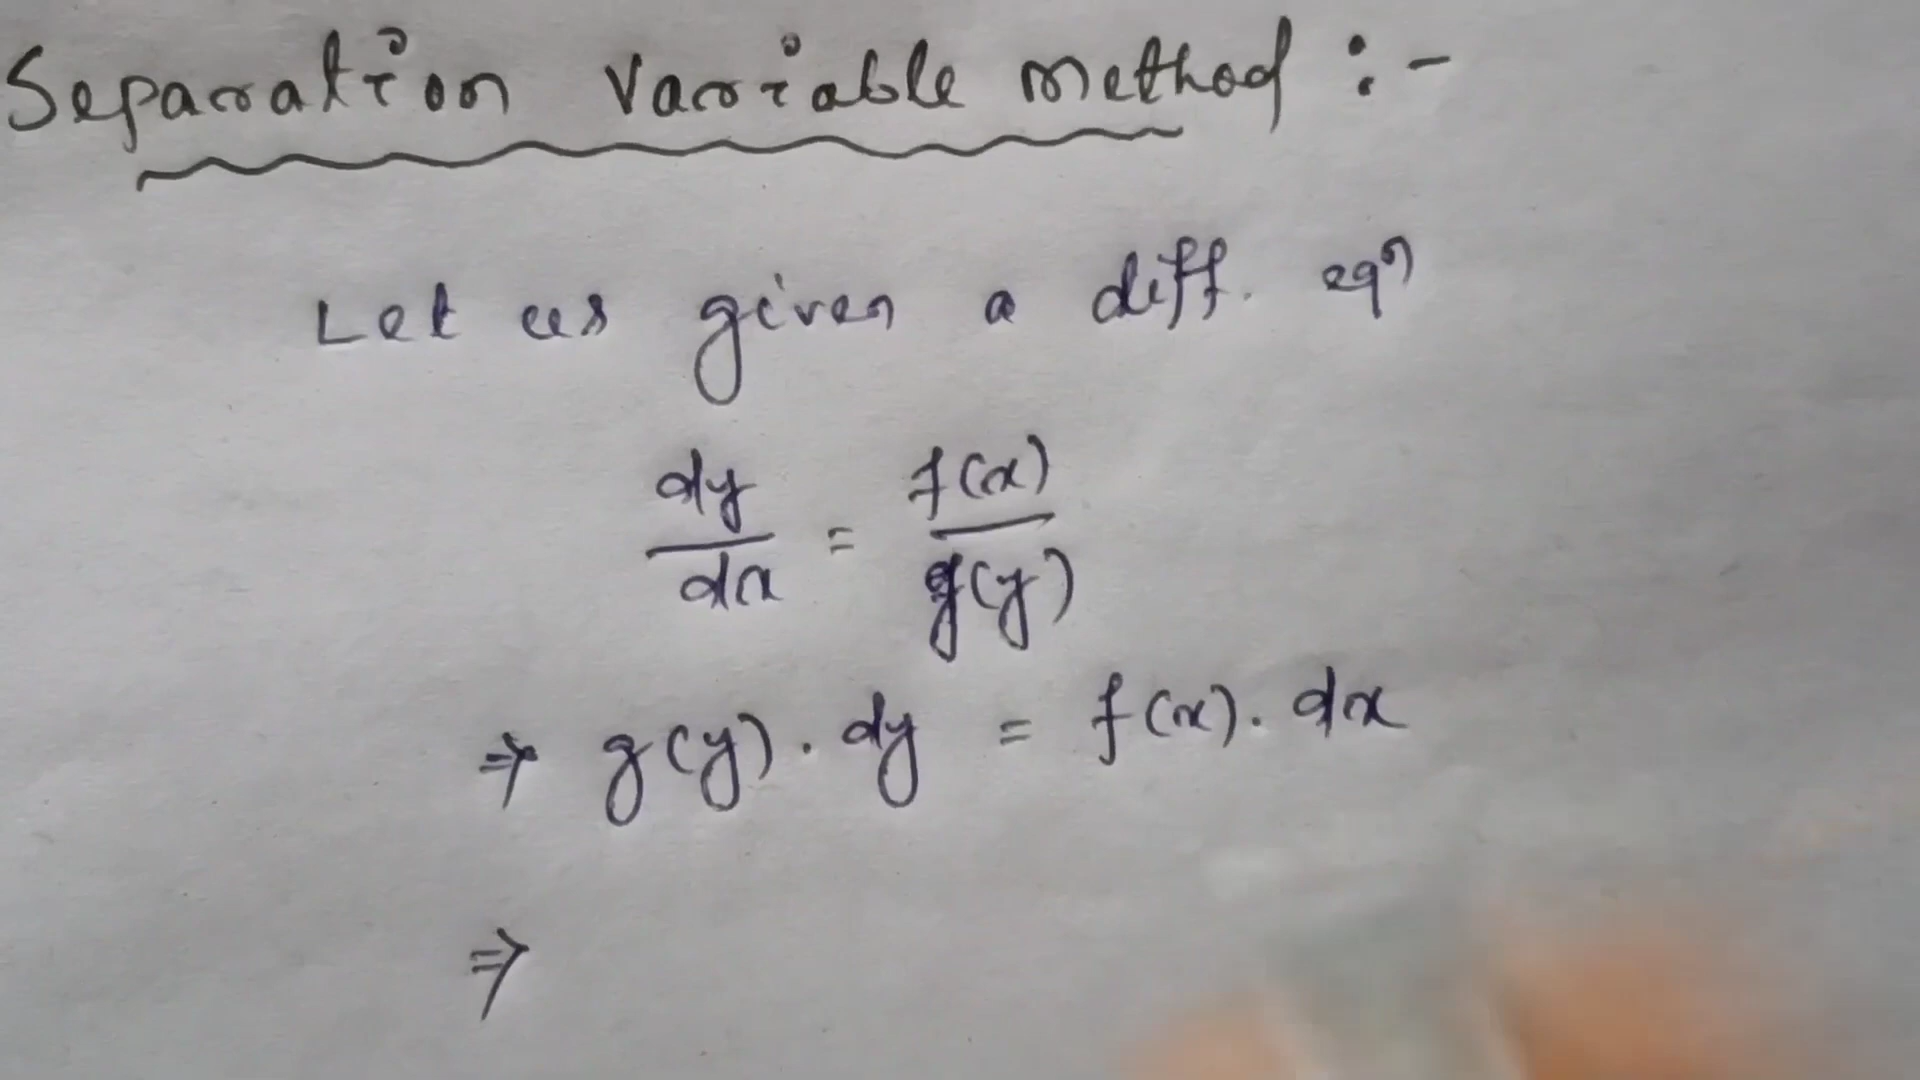 Separation Variable method :-
Let us given a diff. eqn
dy/dx = f(x)/g(y)
⇒ g(y) . dy = f(x) . dx
⇒